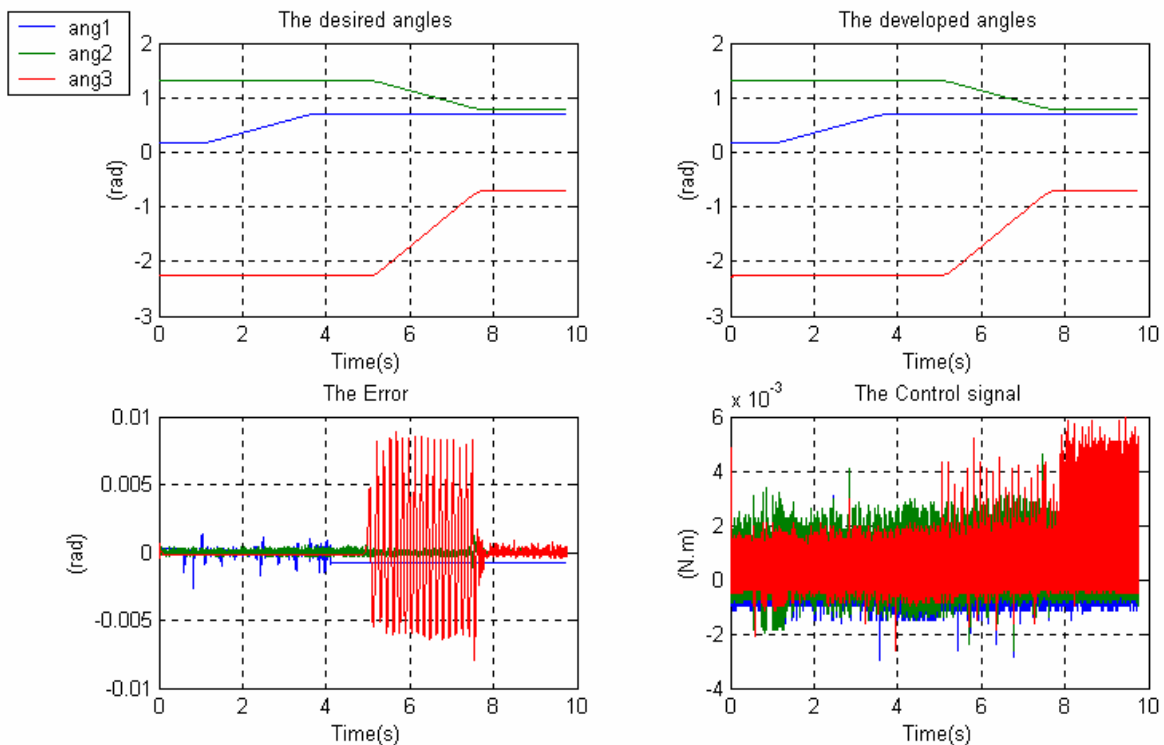 ang1
ang2
ang3
The desired angles
2
1
0
-1
-2
-3
(rad)
0 2 4 6 8 10
Time(s)
The developed angles
2
1
0
-1
-2
-3
(rad)
0 2 4 6 8 10
Time(s)
The Error
0.01
0.005
0
-0.005
-0.01
(rad)
0 2 4 6 8 10
Time(s)
x 10^-3
The Control signal
6
4
2
0
-2
-4
(N.m)
0 2 4 6 8 10
Time(s)